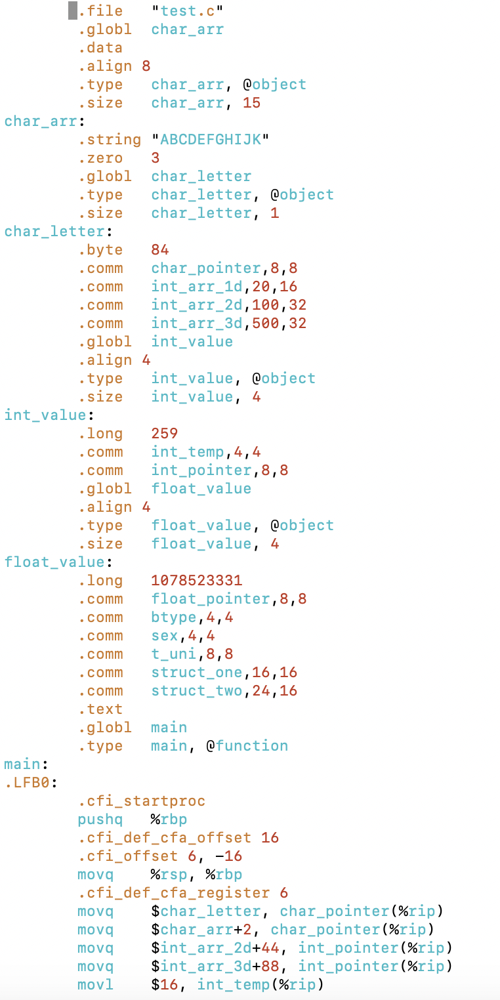 .file "test.c"
.globl char_arr
.data
.align 8
.type char_arr, @object
.size char_arr, 15
char_arr:
.string "ABCDEFGHIJK"
.zero 3
.globl char_letter
.type char_letter, @object
.size char_letter, 1
char_letter:
.byte 84
.comm char_pointer,8,8
.comm int_arr_1d,20,16
.comm int_arr_2d,100,32
.comm int_arr_3d,500,32
.globl int_value
.align 4
.type int_value, @object
.size int_value, 4
int_value:
.long 259
.comm int_temp,4,4
.comm int_pointer,8,8
.globl float_value
.align 4
.type float_value, @object
.size float_value, 4
float_value:
.long 1078523331
.comm float_pointer,8,8
.comm btype,4,4
.comm sex,4,4
.comm t_uni,8,8
.comm struct_one,16,16
.comm struct_two,24,16
.text
.globl main
.type main, @function
main:
.LFB0:
.cfi_startproc
pushq %rbp
.cfi_def_cfa_offset 16
.cfi_offset 6, -16
movq %rsp, %rbp
.cfi_def_cfa_register 6
movq $char_letter, char_pointer(%rip)
movq $char_arr+2, char_pointer(%rip)
movq $int_arr_2d+44, int_pointer(%rip)
movq $int_arr_3d+88, int_pointer(%rip)
movl $16, int_temp(%rip)